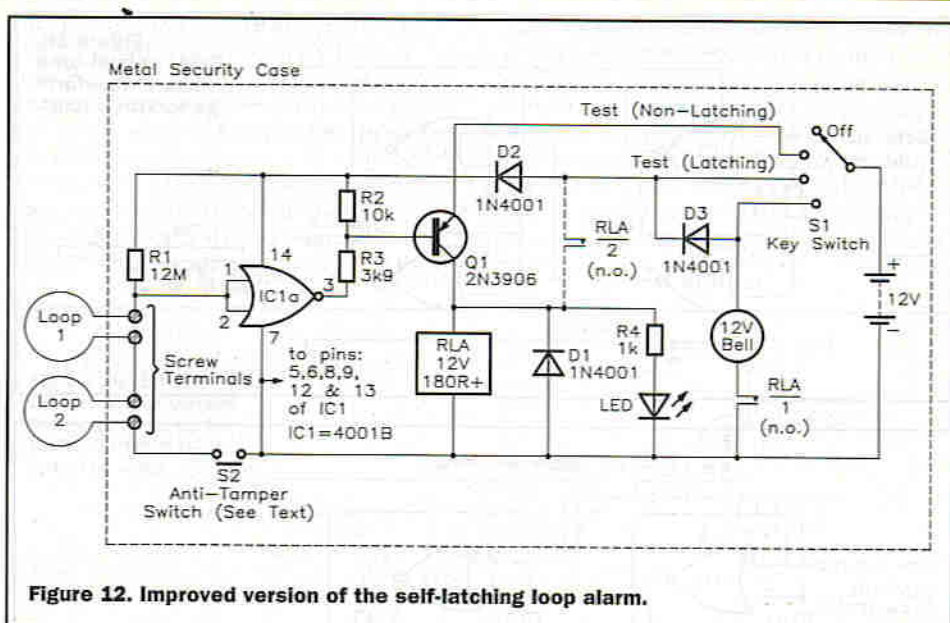 Metal Security Case
Test (Non-Latching)
Off
Test (Latching)
D2
1N4001
R2
10k
RLA
2
(n.o.)
D3
1N4001
S1
Key Switch
R1
12M
14
1
2
IC1a
3
R3
3k9
Q1
2N3906
+
12V
−
Loop
1
Screw
Terminals
7
to pins:
5,6,8,9,
12 & 13
of IC1
IC1=4001B
RLA
12V
180R+
D1
1N4001
R4
1k
LED
12V
Bell
RLA
1
(n.o.)
Loop
2
S2
Anti-Tamper
Switch (See Text)
Figure 12. Improved version of the self-latching loop alarm.